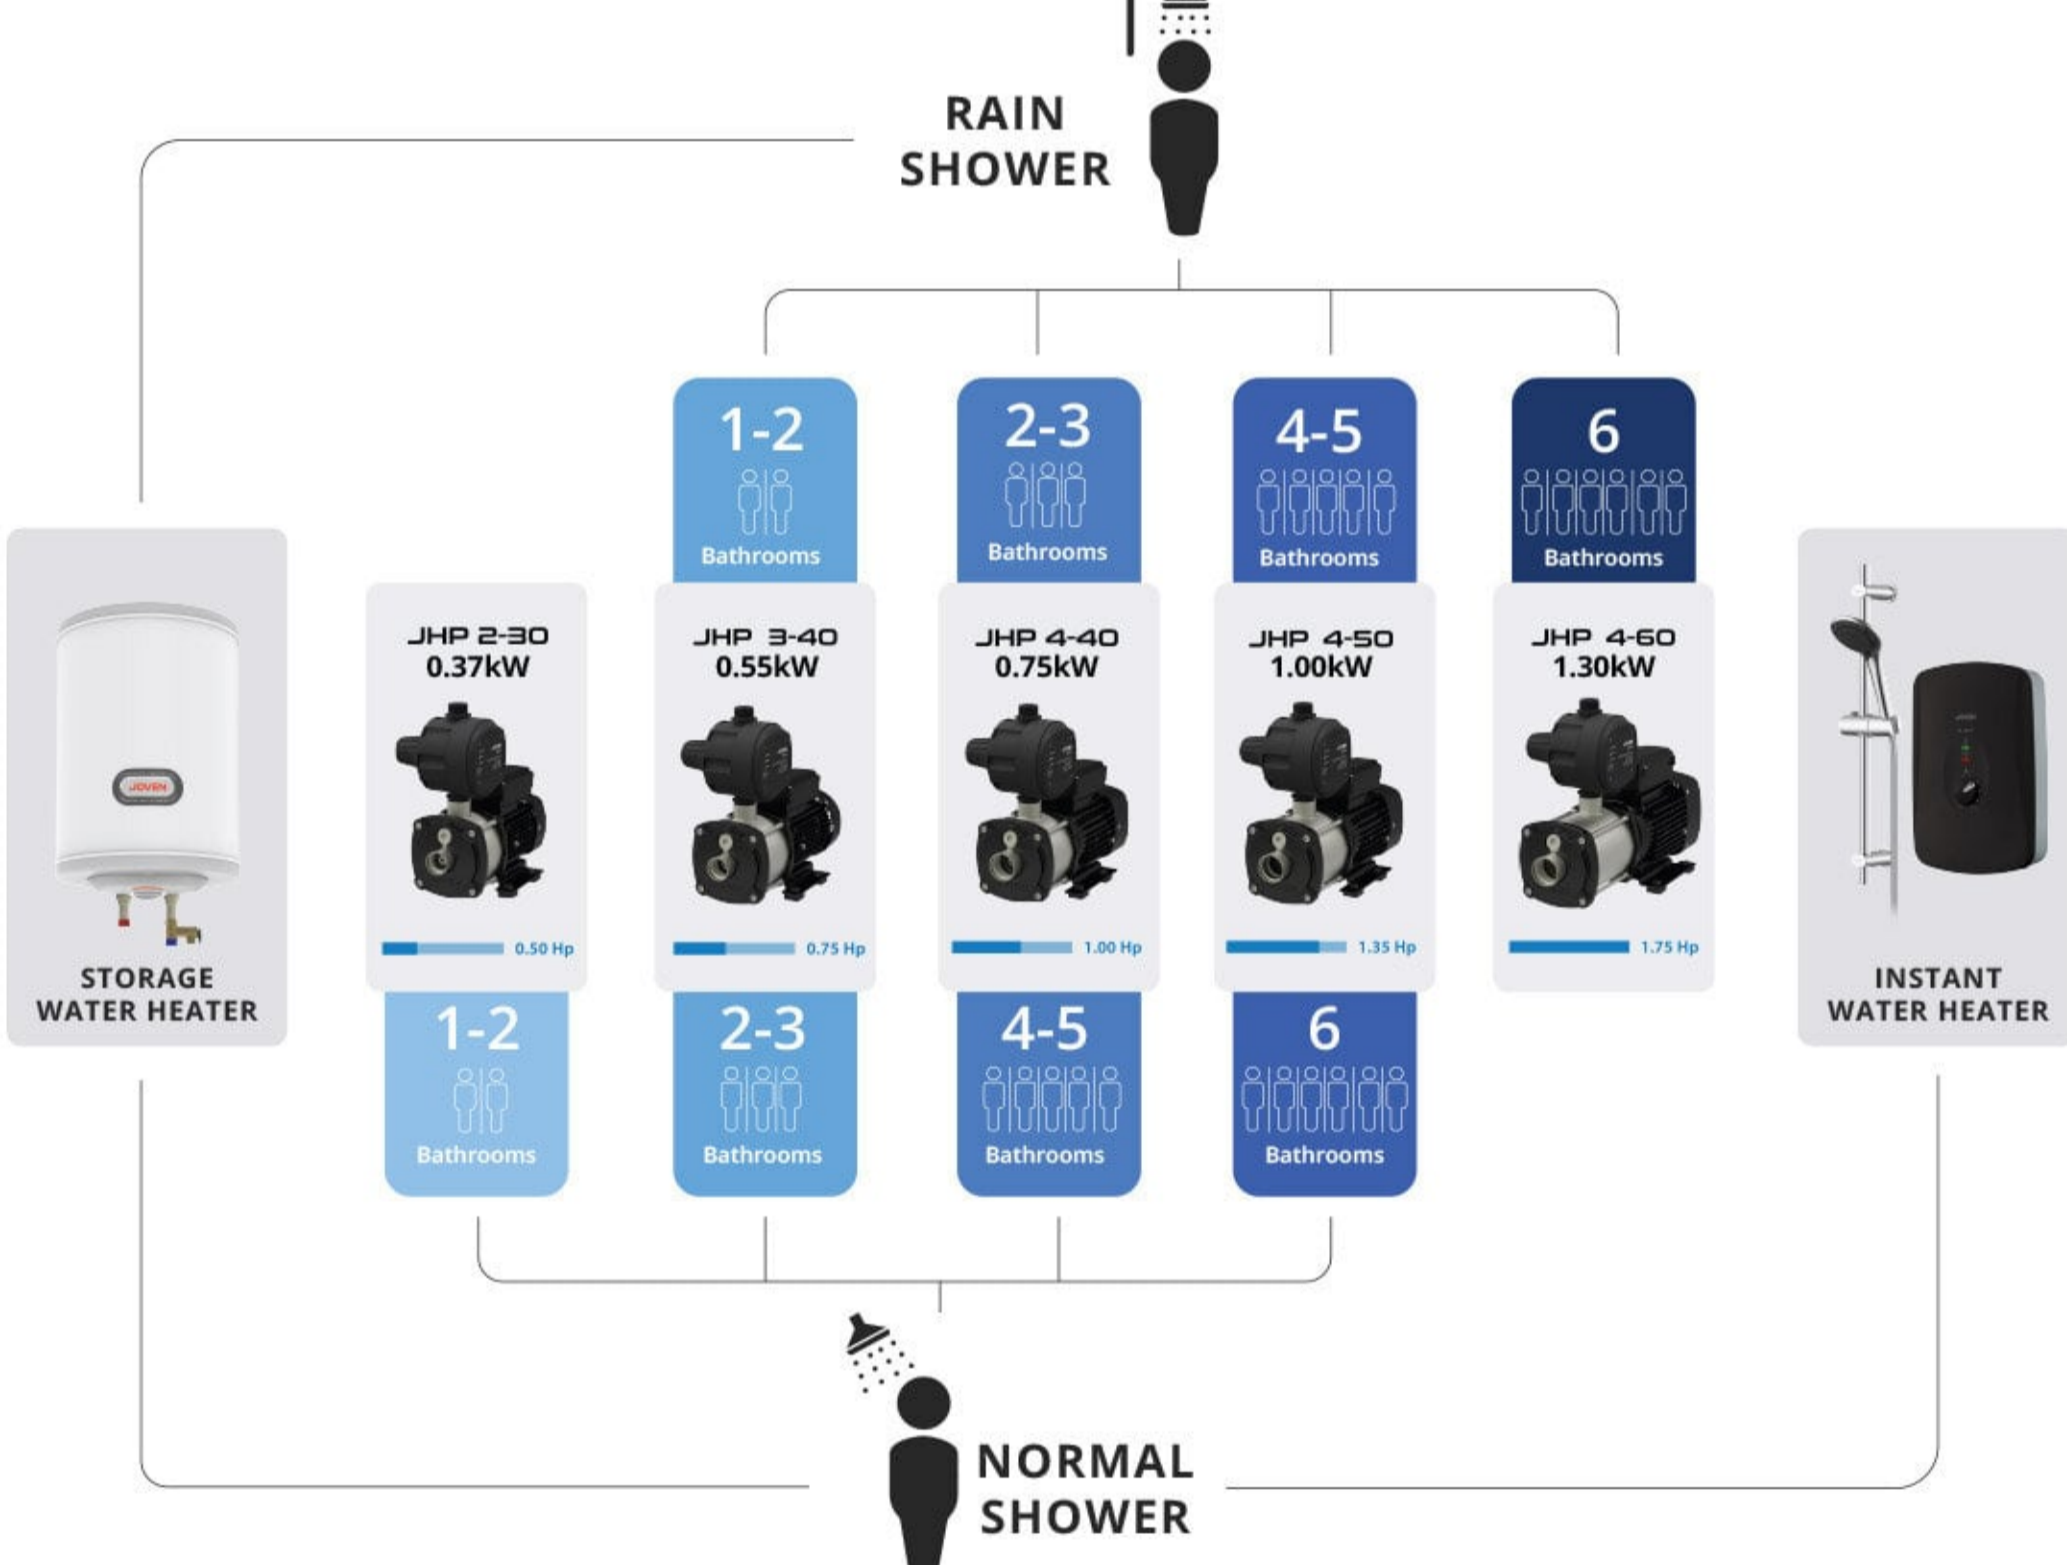 RAIN
SHOWER
1-2
Bathrooms
2-3
Bathrooms
4-5
Bathrooms
6
Bathrooms
JHP 2-30
0.37kW
0.50 Hp
JHP 3-40
0.55kW
0.75 Hp
JHP 4-40
0.75kW
1.00 Hp
JHP 4-50
1.00kW
1.35 Hp
JHP 4-60
1.30kW
1.75 Hp
JOVEN
STORAGE
WATER HEATER
INSTANT
WATER HEATER
1-2
Bathrooms
2-3
Bathrooms
4-5
Bathrooms
6
Bathrooms
NORMAL
SHOWER